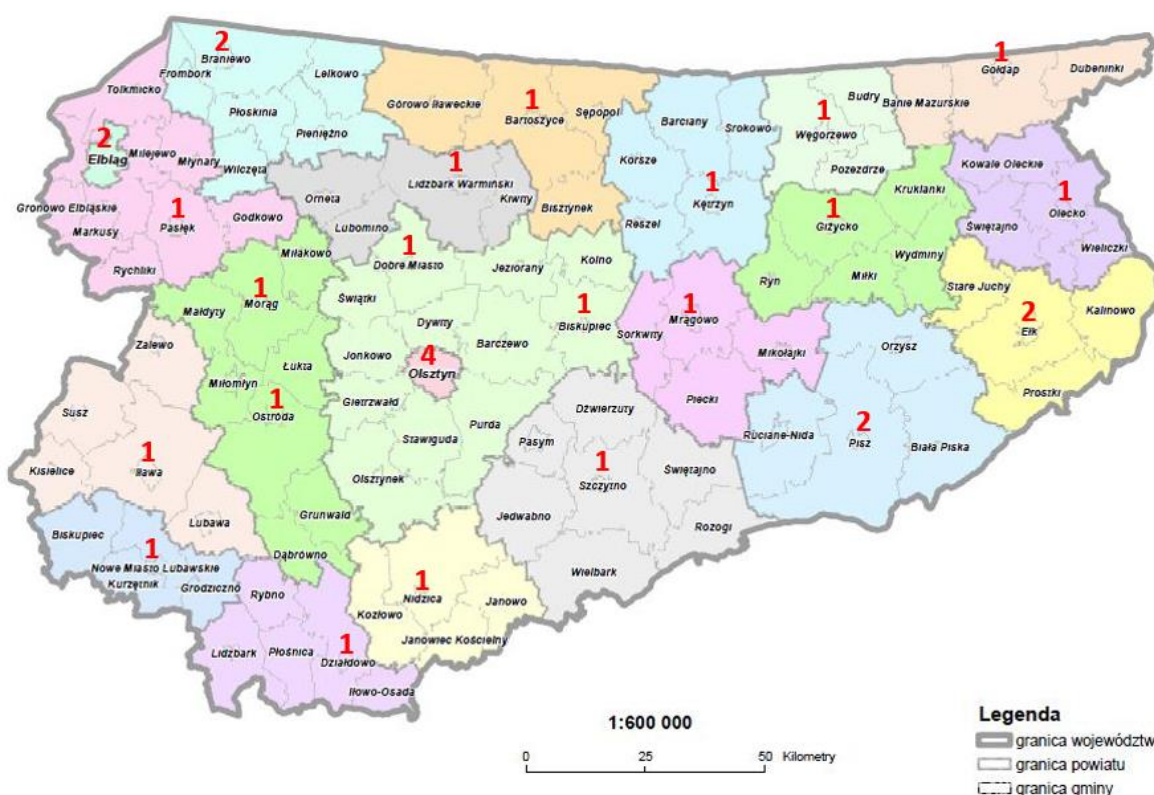 2
Braniewo
Frombork
Lelkowo
Tolkmicko
Płoskinia
Pieniężno
2
Elbląg
Milejewo
Młynary
Wilczęta
Gronowo Elbląskie
Markusy
1
Pasłęk
Godkowo
Rychliki
Górowo Iławeckie
1
Bartoszyce
Sępopol
Bisztynek
1
Lidzbark Warmiński
Orneta
Kiwity
Lubomino
Barciany
Srokowo
Korsze
1
Kętrzyn
Reszel
Budry
1
Węgorzewo
Pozezdrze
1
Gołdap
Dubeninki
Banie Mazurskie
Kowale Oleckie
1
Olecko
Świętajno
Wieliczki
Kruklanki
1
Giżycko
Wydminy
Ryn
Miłki
Stare Juchy
2
Ełk
Kalinowo
Prostki
Miłakowo
1
Morąg
Małdyty
Łukta
Miłomłyn
1
Ostróda
Grunwald
Dąbrówno
1
Dobre Miasto
Jeziorany
Kolno
Świątki
1
Biskupiec
Dywity
Barczewo
Jonkowo
4
Olsztyn
Gietrzwałd
Purda
Stawiguda
Olsztynek
Sorkwity
1
Mrągowo
Mikołajki
Piecki
Orzysz
2
Pisz
Ruciane-Nida
Biała Piska
Dźwierzuty
Pasym
1
Szczytno
Świętajno
Jedwabno
Rozogi
Wielbark
Zalewo
Susz
1
Iława
Kisielice
Lubawa
Biskupiec
1
Nowe Miasto Lubawskie
Kurzętnik
Grodziczno
Rybno
Lidzbark
Płośnica
1
Działdowo
Iłowo-Osada
1
Nidzica
Kozłowo
Janowo
Janowiec Kościelny
1:600 000
0 25 50 Kilometry
Legenda
granica województw
granica powiatu
granica gminy